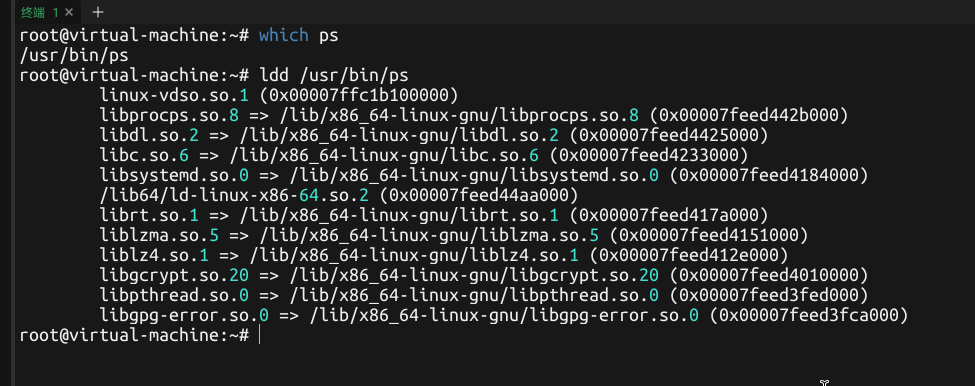 终端 1 × +
root@virtual-machine:~# which ps
/usr/bin/ps
root@virtual-machine:~# ldd /usr/bin/ps
linux-vdso.so.1 (0x00007ffc1b100000)
libprocps.so.8 => /lib/x86_64-linux-gnu/libprocps.so.8 (0x00007feed442b000)
libdl.so.2 => /lib/x86_64-linux-gnu/libdl.so.2 (0x00007feed4425000)
libc.so.6 => /lib/x86_64-linux-gnu/libc.so.6 (0x00007feed4233000)
libsystemd.so.0 => /lib/x86_64-linux-gnu/libsystemd.so.0 (0x00007feed4184000)
/lib64/ld-linux-x86-64.so.2 (0x00007feed44aa000)
librt.so.1 => /lib/x86_64-linux-gnu/librt.so.1 (0x00007feed417a000)
liblzma.so.5 => /lib/x86_64-linux-gnu/liblzma.so.5 (0x00007feed4151000)
liblz4.so.1 => /lib/x86_64-linux-gnu/liblz4.so.1 (0x00007feed412e000)
libgcrypt.so.20 => /lib/x86_64-linux-gnu/libgcrypt.so.20 (0x00007feed4010000)
libpthread.so.0 => /lib/x86_64-linux-gnu/libpthread.so.0 (0x00007feed3fed000)
libgpg-error.so.0 => /lib/x86_64-linux-gnu/libgpg-error.so.0 (0x00007feed3fca000)
root@virtual-machine:~#